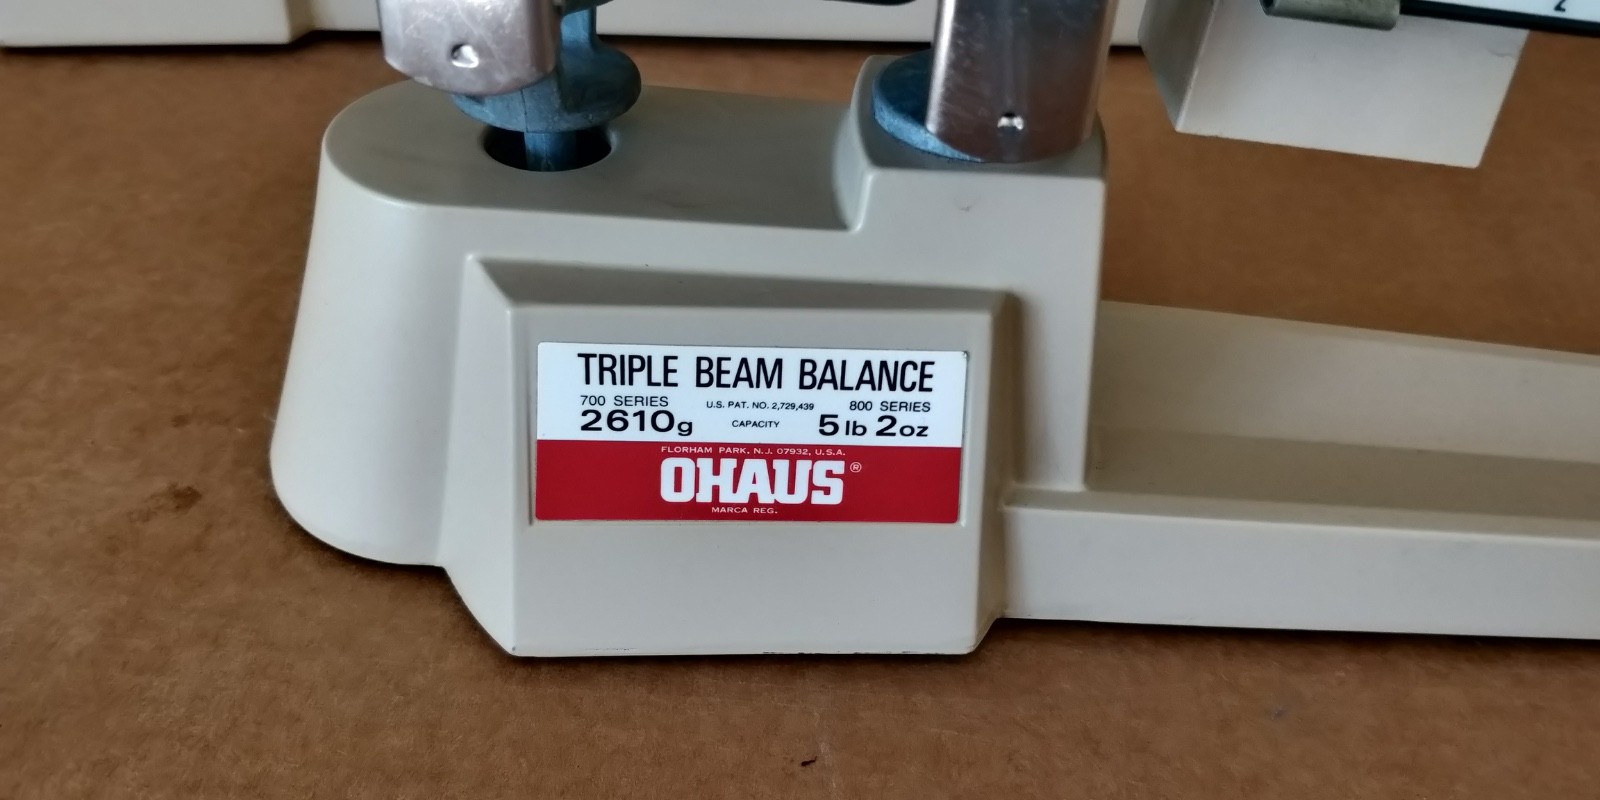 TRIPLE BEAM BALANCE
700 SERIES U.S. PAT. NO. 2,729,439 800 SERIES
2610g CAPACITY 5 lb 2 oz
FLORHAM PARK, N.J. 07932, U.S.A.
OHAUS®
MARCA REG.